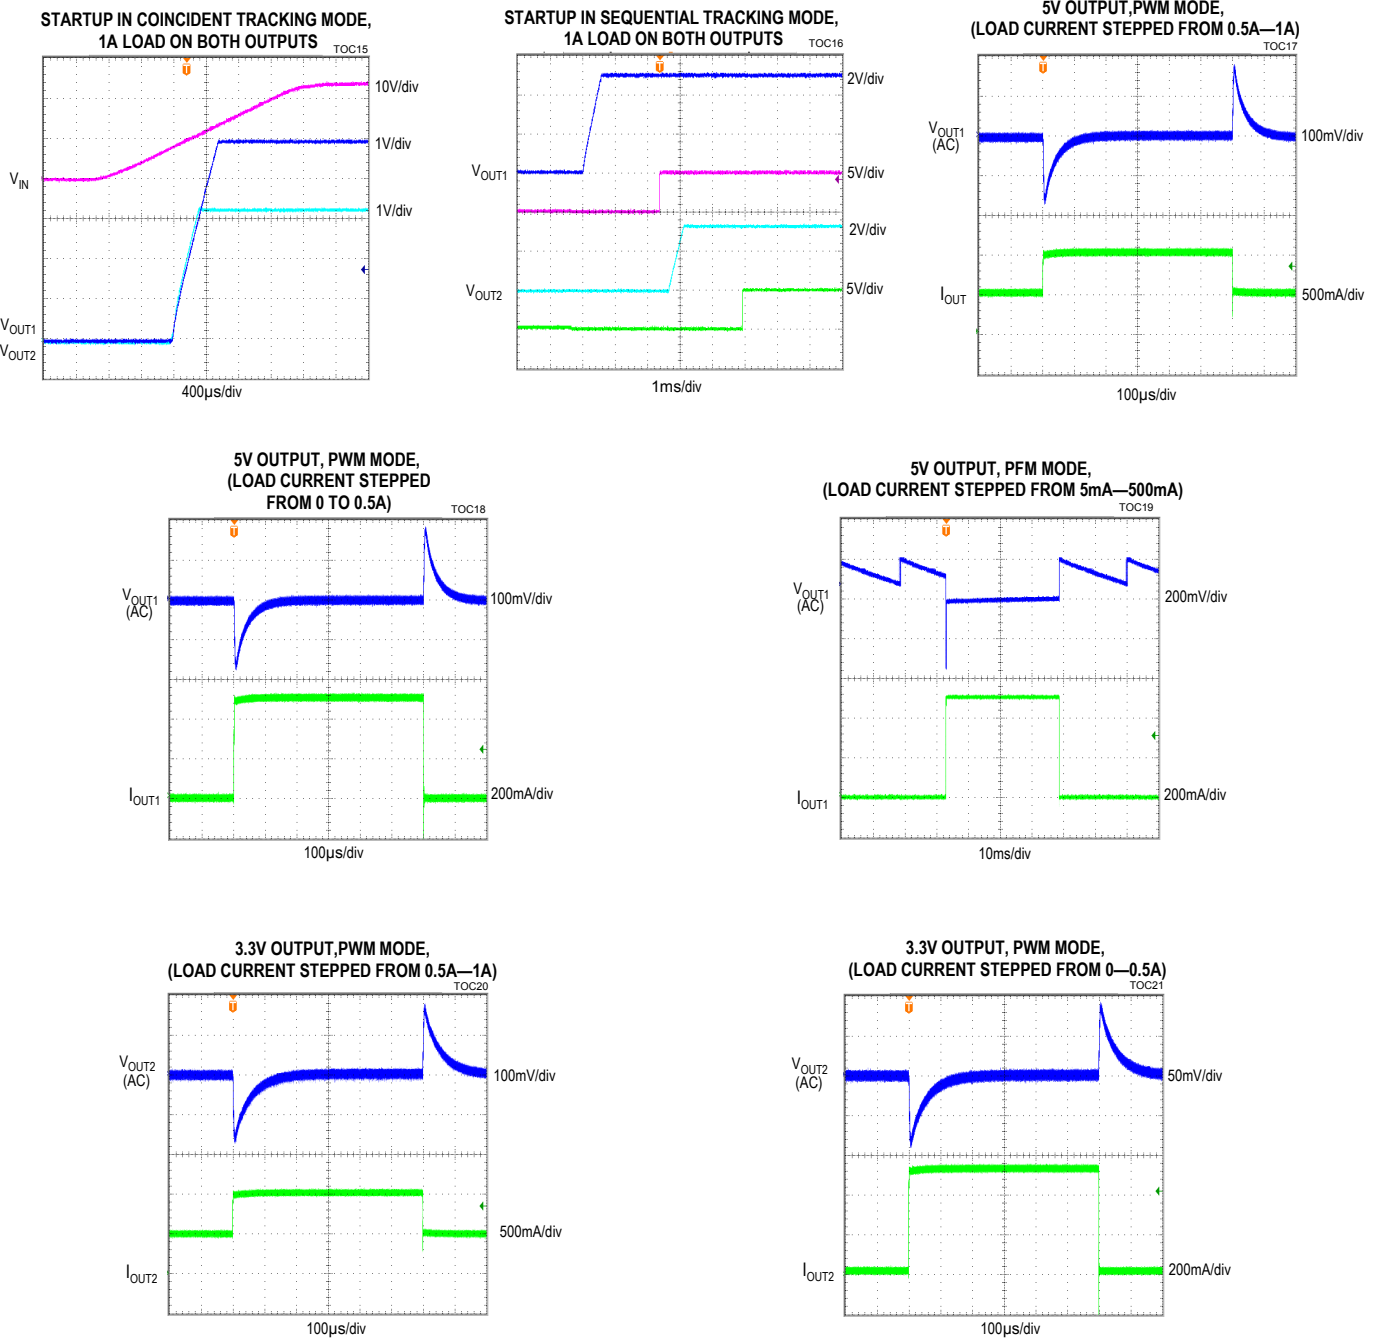 STARTUP IN COINCIDENT TRACKING MODE,
1A LOAD ON BOTH OUTPUTS
TOC15
T
10V/div
1V/div
VIN
1V/div
VOUT1
VOUT2
400µs/div
STARTUP IN SEQUENTIAL TRACKING MODE,
1A LOAD ON BOTH OUTPUTS
TOC16
T
2V/div
VOUT1
5V/div
2V/div
VOUT2
5V/div
1ms/div
5V OUTPUT,PWM MODE,
(LOAD CURRENT STEPPED FROM 0.5A—1A)
TOC17
T
VOUT1
(AC)
100mV/div
IOUT
500mA/div
100µs/div
5V OUTPUT, PWM MODE,
(LOAD CURRENT STEPPED
FROM 0 TO 0.5A)
TOC18
T
VOUT1
(AC)
100mV/div
IOUT1
200mA/div
100µs/div
5V OUTPUT, PFM MODE,
(LOAD CURRENT STEPPED FROM 5mA—500mA)
TOC19
T
VOUT1
(AC)
200mV/div
IOUT1
200mA/div
10ms/div
3.3V OUTPUT,PWM MODE,
(LOAD CURRENT STEPPED FROM 0.5A—1A)
TOC20
T
VOUT2
(AC)
100mV/div
500mA/div
IOUT2
100µs/div
3.3V OUTPUT, PWM MODE,
(LOAD CURRENT STEPPED FROM 0—0.5A)
TOC21
T
VOUT2
(AC)
50mV/div
IOUT2
200mA/div
100µs/div